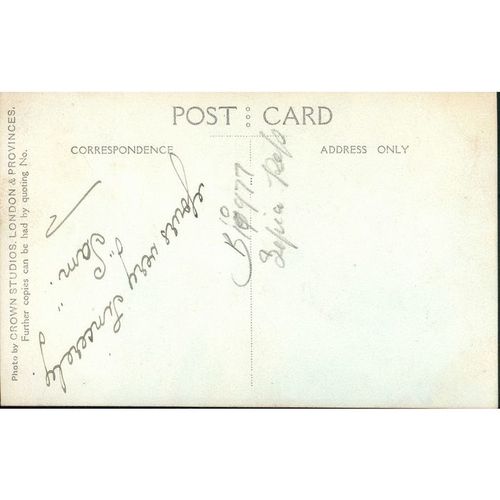 POST CARD
CORRESPONDENCE
ADDRESS ONLY
Photo by CROWN STUDIOS, LONDON & PROVINCES.
Further copies can be had by quoting No.
Yours very Sincerely
"Sam"
Sepia